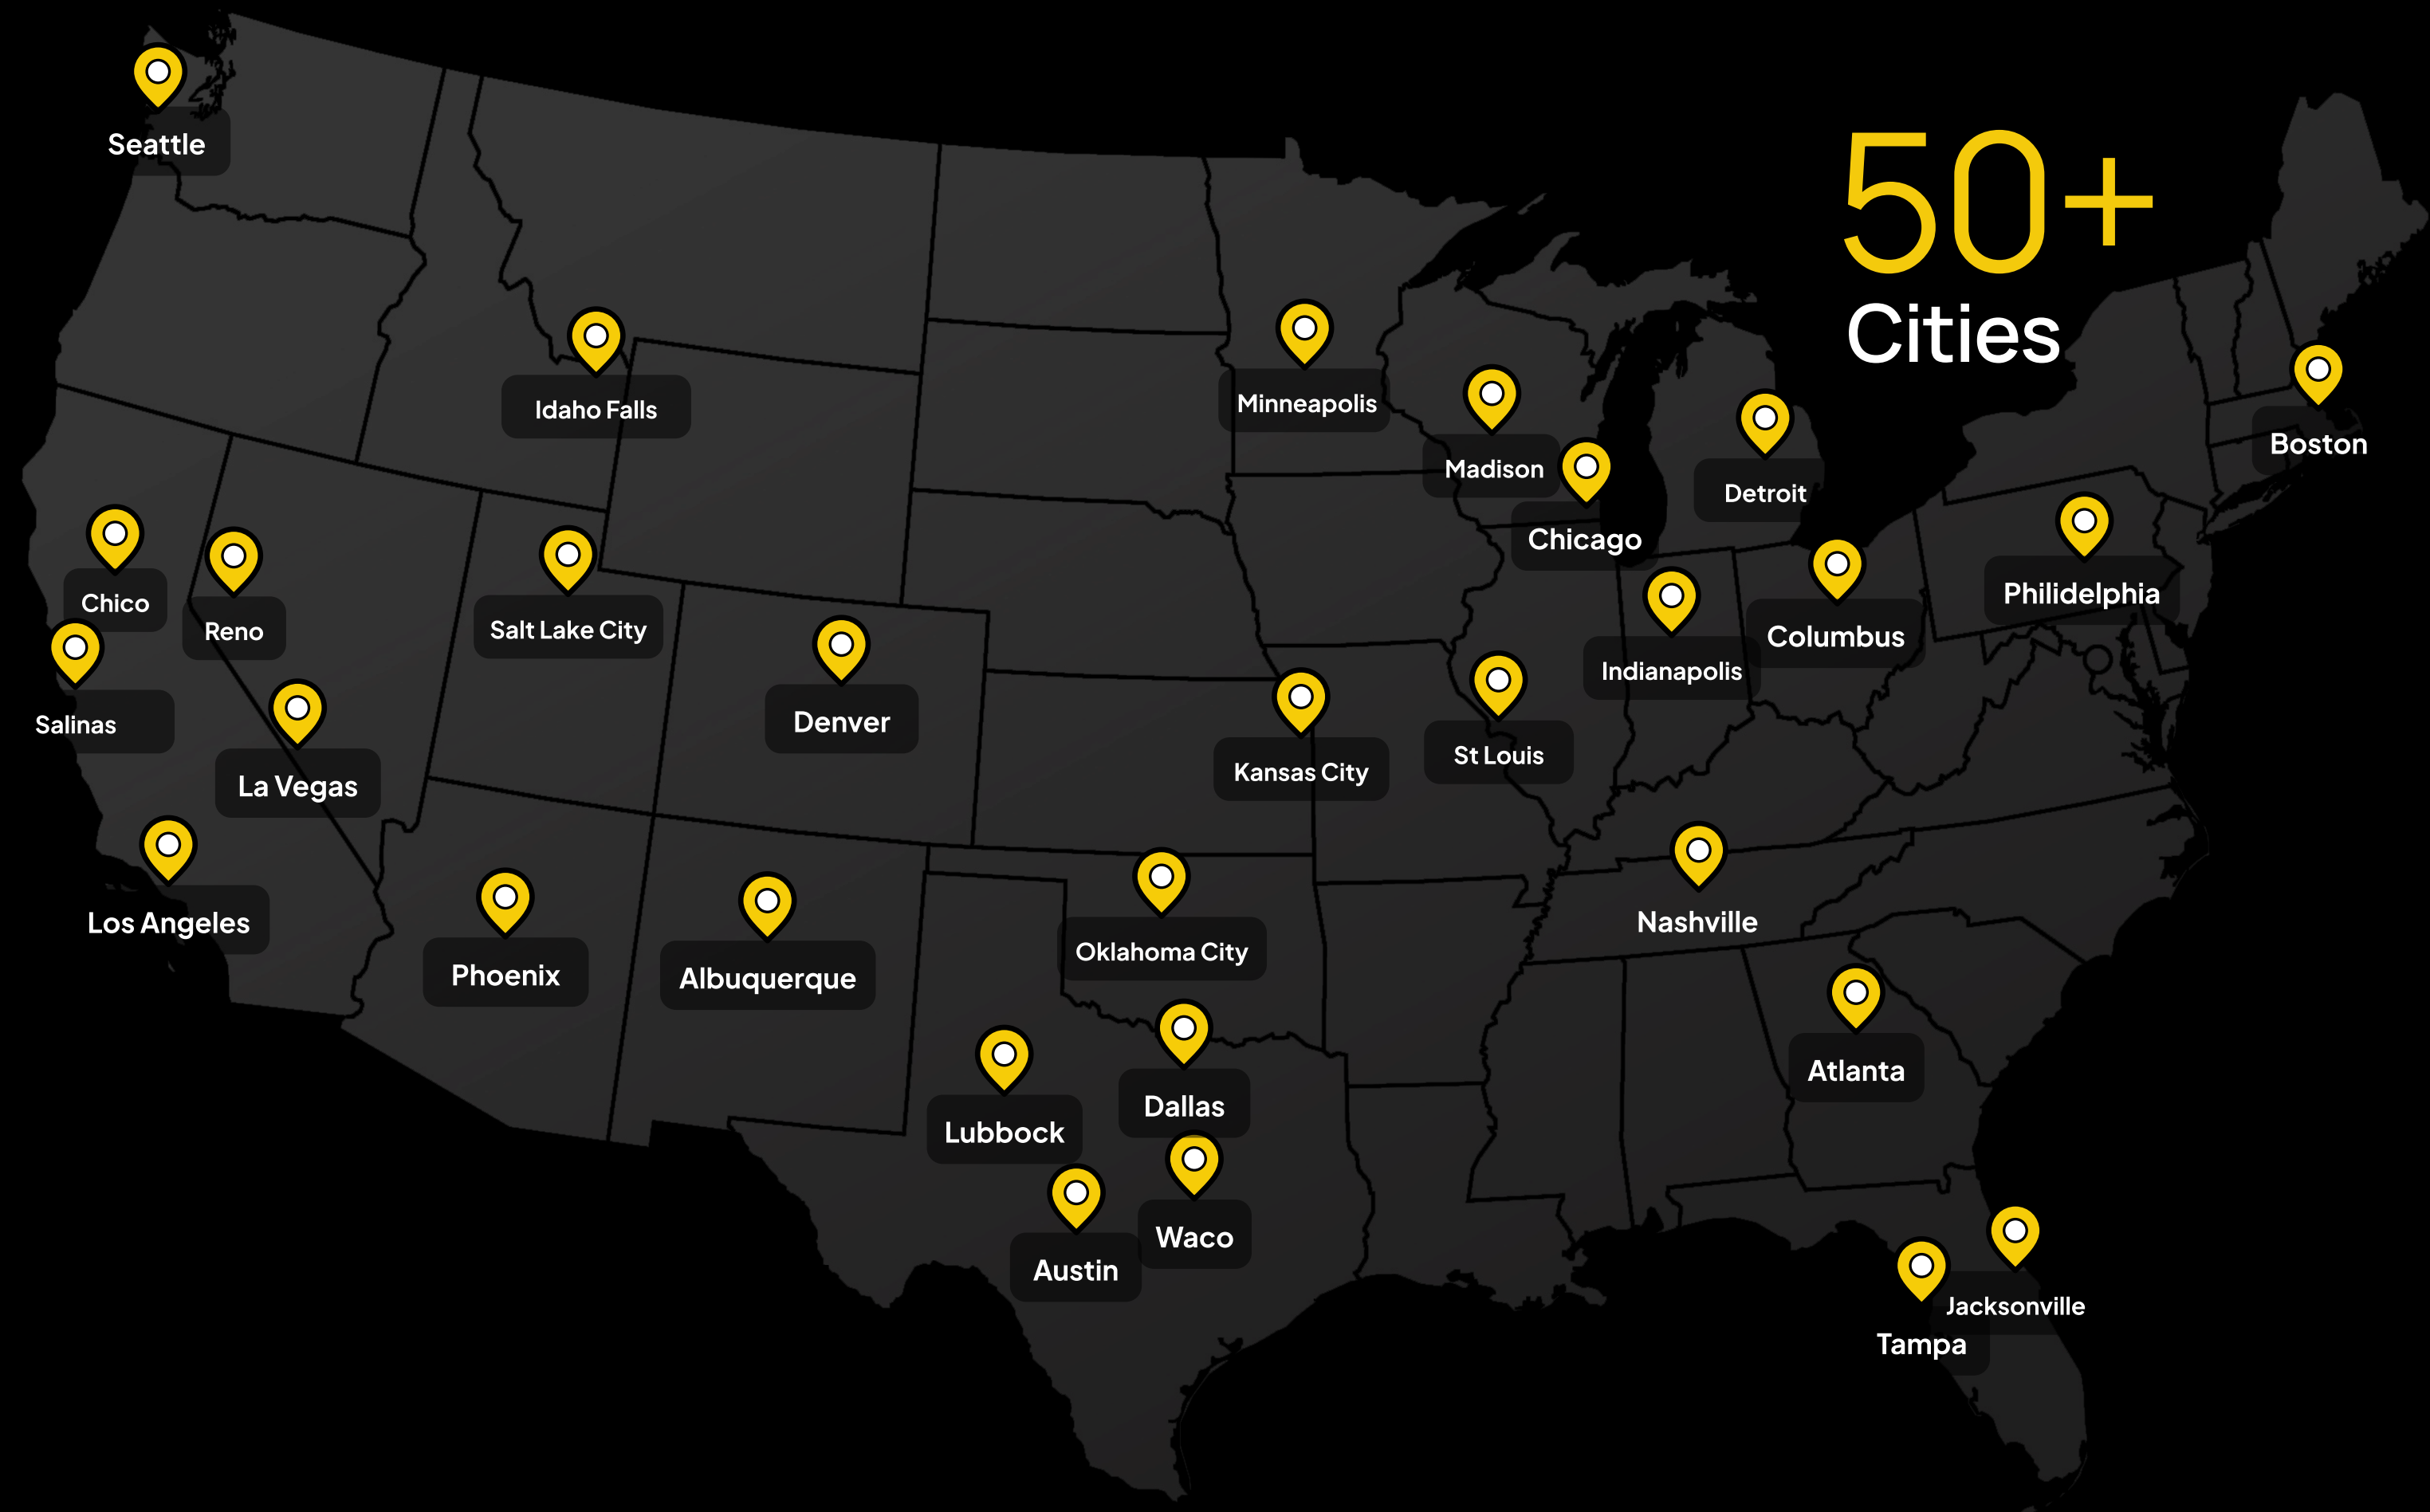 50+
Cities
Seattle
Idaho Falls
Minneapolis
Madison
Boston
Detroit
Chicago
Chico
Reno
Salt Lake City
Philidelphia
Columbus
Indianapolis
Salinas
Denver
St Louis
Kansas City
La Vegas
Los Angeles
Nashville
Oklahoma City
Phoenix
Albuquerque
Atlanta
Dallas
Lubbock
Waco
Austin
Jacksonville
Tampa